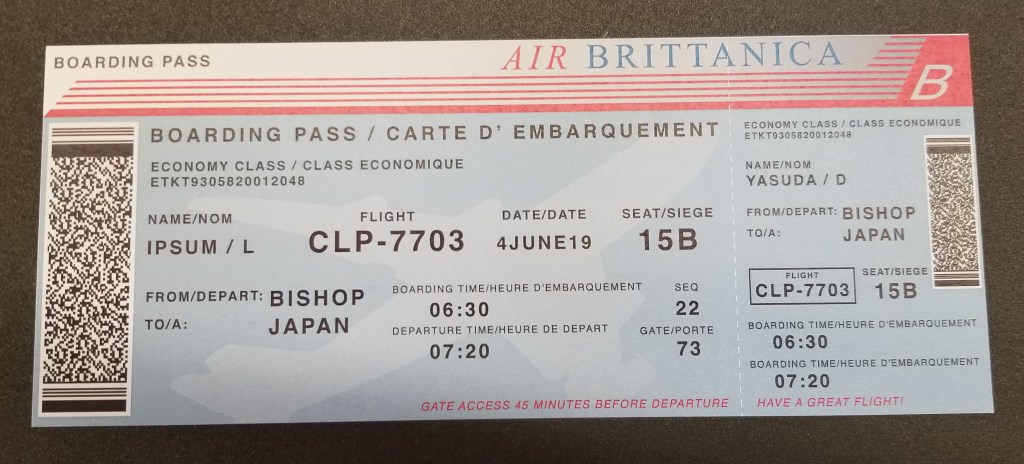 BOARDING PASS
AIR BRITTANICA
B
BOARDING PASS / CARTE D' EMBARQUEMENT
ECONOMY CLASS / CLASS ECONOMIQUE
ETKT9305820012048
NAME/NOM
IPSUM / L
FLIGHT
CLP-7703
DATE/DATE
4JUNE19
SEAT/SIEGE
15B
FROM/DEPART: BISHOP
TO/A: JAPAN
BOARDING TIME/HEURE D'EMBARQUEMENT
06:30
DEPARTURE TIME/HEURE DE DEPART
07:20
SEQ
22
GATE/PORTE
73
GATE ACCESS 45 MINUTES BEFORE DEPARTURE
ECONOMY CLASS / CLASS ECONOMIQUE
ETKT9305820012048
NAME/NOM
YASUDA / D
FROM/DEPART: BISHOP
TO/A: JAPAN
FLIGHT
CLP-7703
SEAT/SIEGE
15B
BOARDING TIME/HEURE D'EMBARQUEMENT
06:30
BOARDING TIME/HEURE D'EMBARQUEMENT
07:20
HAVE A GREAT FLIGHT!